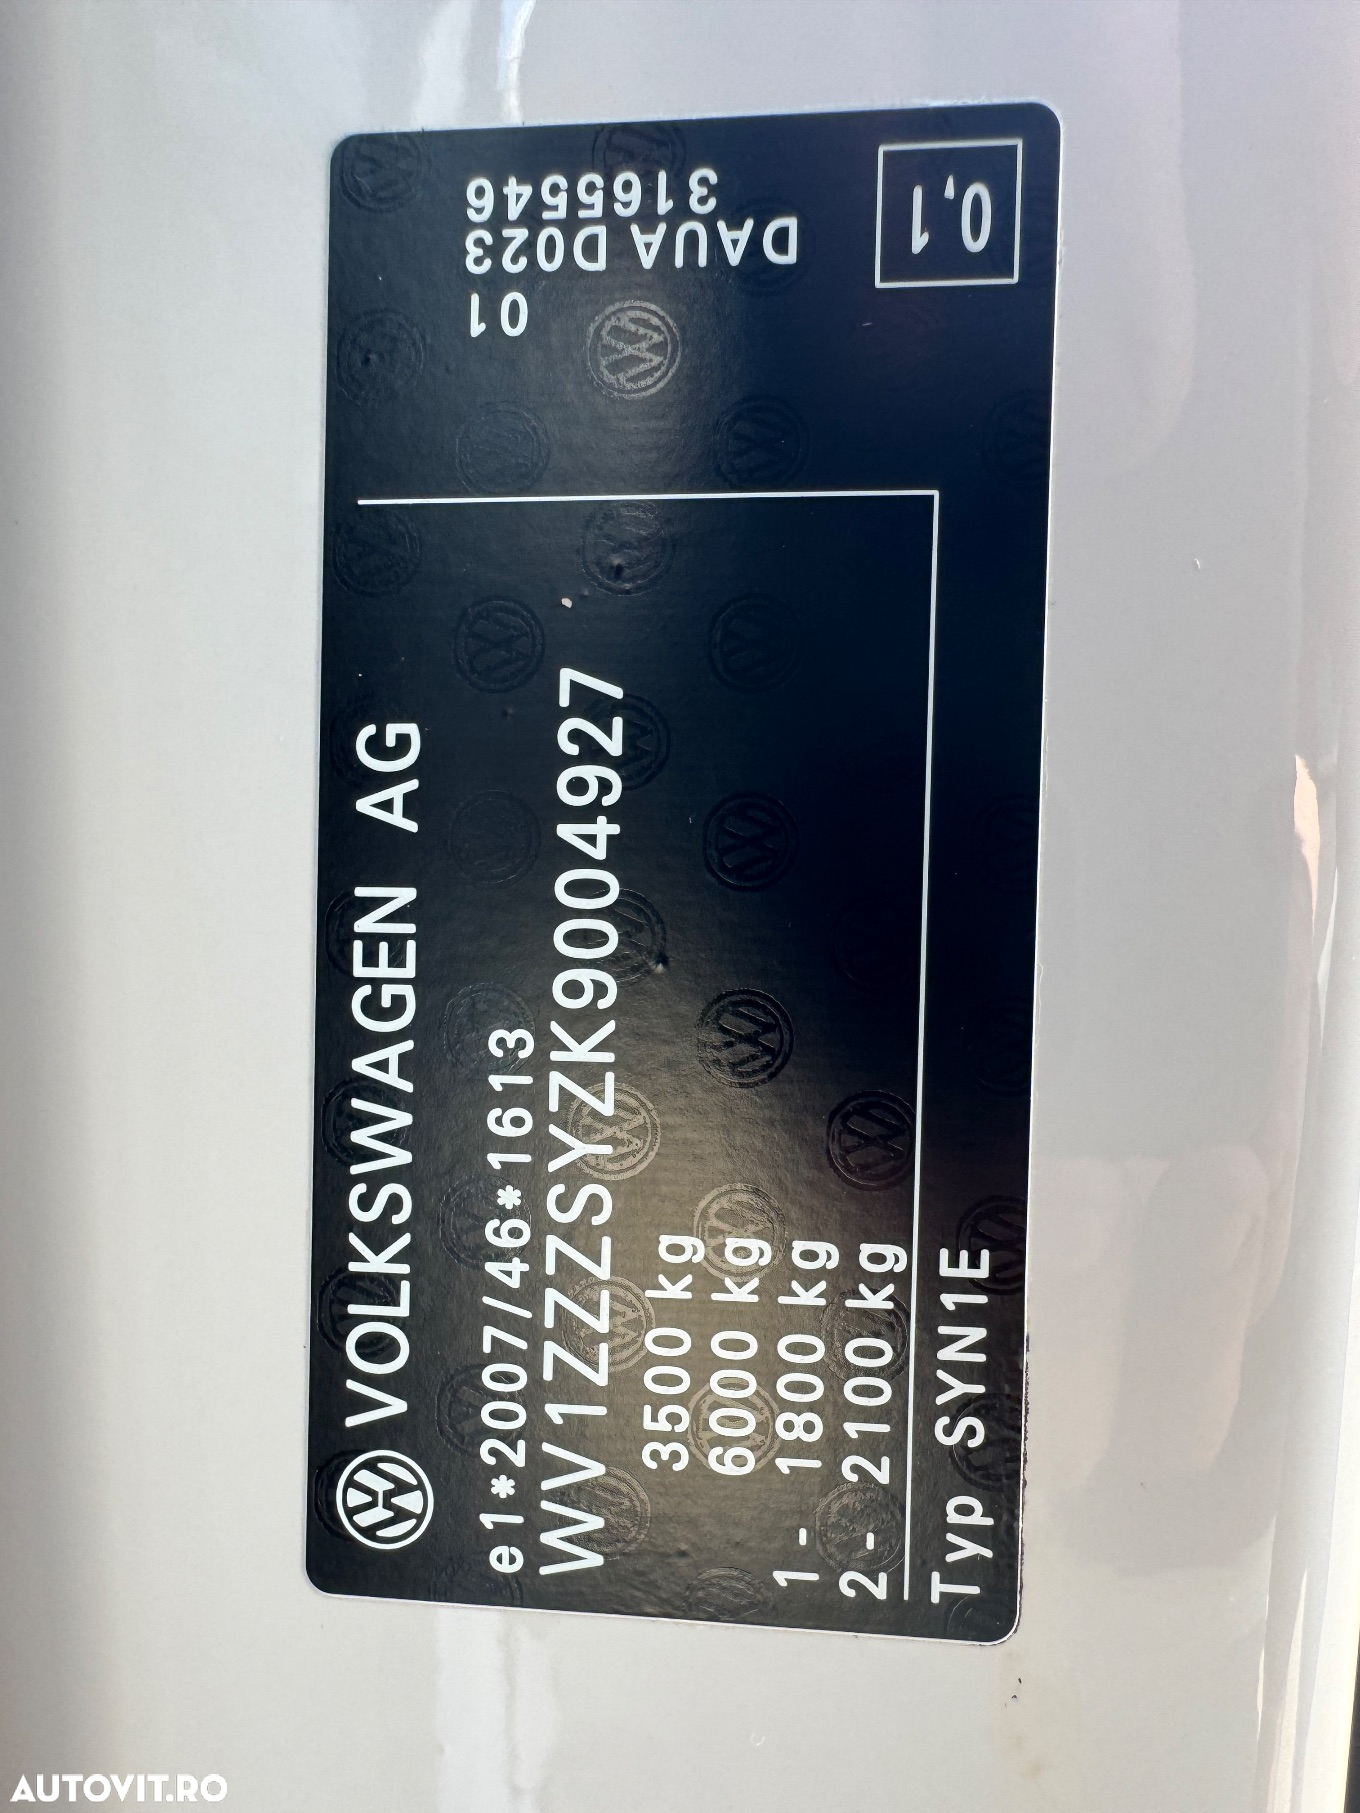 VOLKSWAGEN AG
e1*2007/46*1613
WV1ZZZSYZK9004927
3500 kg
6000 kg
1- 1800 kg
2- 2100 kg
Typ SYN1E
01
DAUA D023
3165546
0,1
AUTOVIT.RO